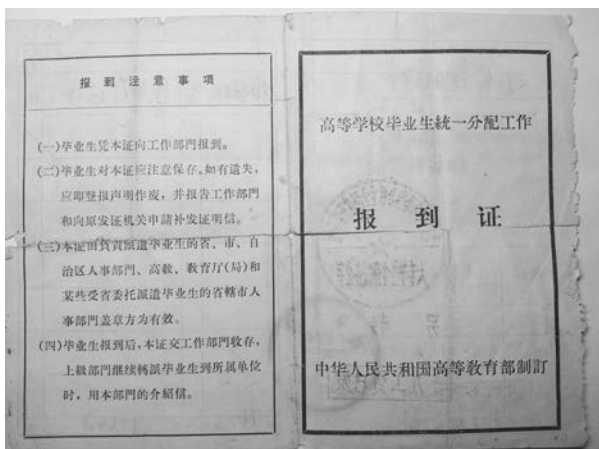 报到注意事項
(一)毕业生凭本证向工作部門报到。
(二)毕业生对本证应注意保存。如有遺失,
应即登报声明作废,并报告工作部門
和向原发证机关申請补发证明信。
(三)本证由負責派遣毕业生的省、市、自
治区人事部門、高教、教育厅(局)和
某些受省委托派遣毕业生的省轄市人
事部門盖章方为有效。
(四)毕业生报到后,本证交工作部門收存,
上級部門继续轉派毕业生到所属单位
时,用本部門的介紹信。
高等学校毕业生統一分配工作
报到证
中华人民共和国高等教育部制訂